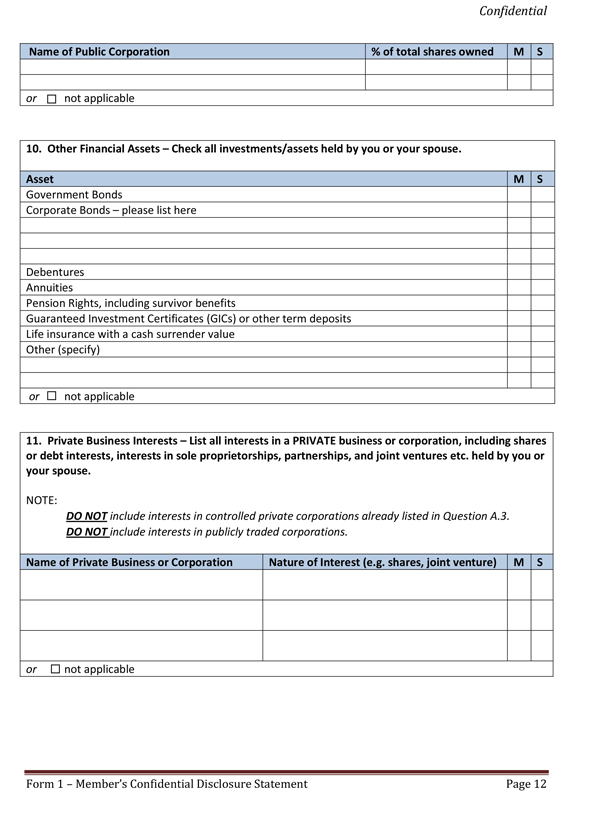 Confidential
Name of Public Corporation % of total shares owned M S
or ☐ not applicable
10. Other Financial Assets – Check all investments/assets held by you or your spouse.
Asset M S
Government Bonds
Corporate Bonds – please list here
Debentures
Annuities
Pension Rights, including survivor benefits
Guaranteed Investment Certificates (GICs) or other term deposits
Life insurance with a cash surrender value
Other (specify)
or ☐ not applicable
11. Private Business Interests – List all interests in a PRIVATE business or corporation, including shares
or debt interests, interests in sole proprietorships, partnerships, and joint ventures etc. held by you or
your spouse.
NOTE:
DO NOT include interests in controlled private corporations already listed in Question A.3.
DO NOT include interests in publicly traded corporations.
Name of Private Business or Corporation Nature of Interest (e.g. shares, joint venture) M S
or ☐ not applicable
Form 1 – Member's Confidential Disclosure Statement Page 12